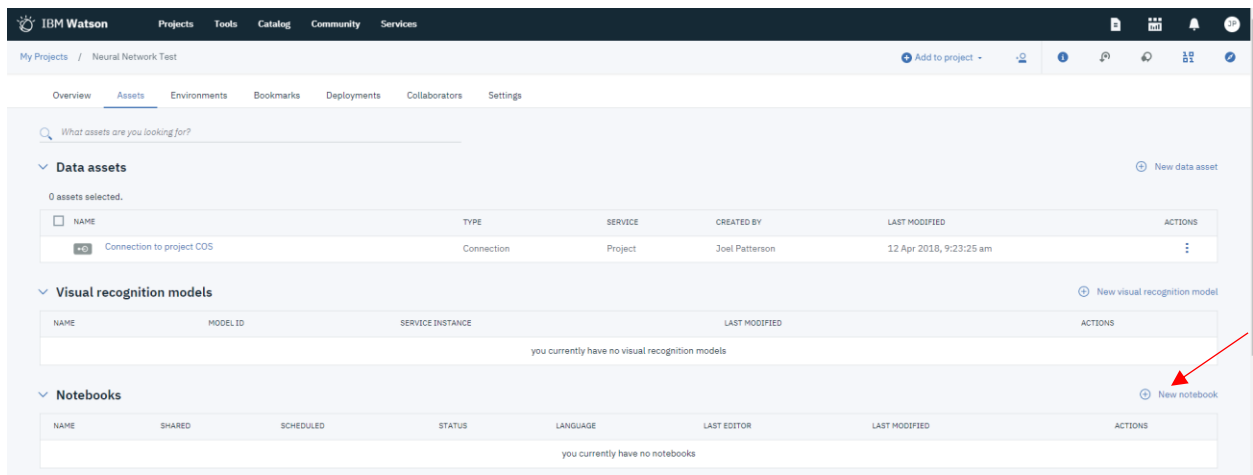 IBM Watson Projects Tools Catalog Community Services JP
My Projects / Neural Network Test Add to project
Overview Assets Environments Bookmarks Deployments Collaborators Settings
What assets are you looking for?
Data assets New data asset
0 assets selected.
NAME TYPE SERVICE CREATED BY LAST MODIFIED ACTIONS
Connection to project COS Connection Project Joel Patterson 12 Apr 2018, 9:23:25 am
Visual recognition models New visual recognition model
NAME MODEL ID SERVICE INSTANCE LAST MODIFIED ACTIONS
you currently have no visual recognition models
Notebooks New notebook
NAME SHARED SCHEDULED STATUS LANGUAGE LAST EDITOR LAST MODIFIED ACTIONS
you currently have no notebooks